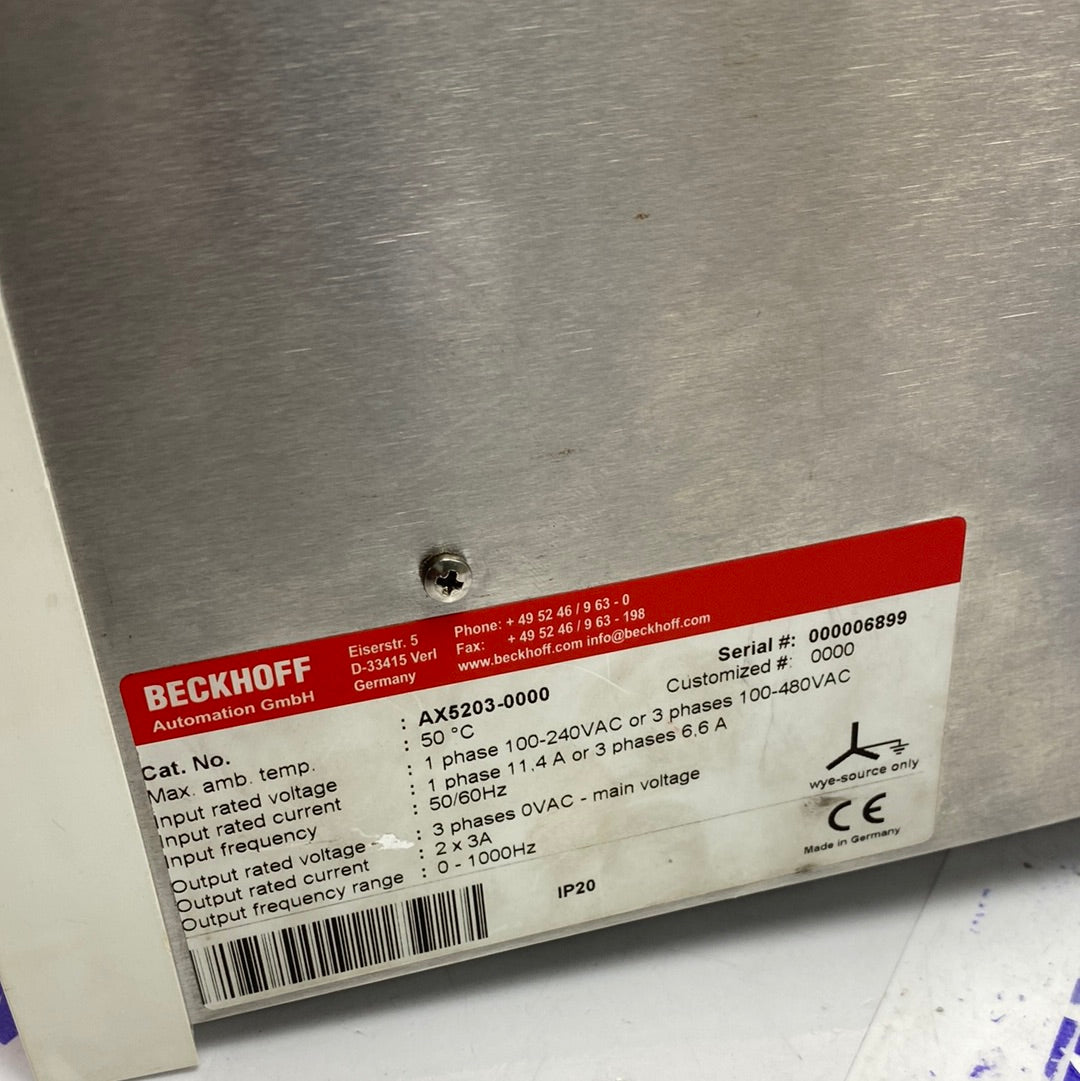 BECKHOFF
Automation GmbH
Eiserstr. 5
D-33415 Verl
Germany
Phone: + 49 52 46 / 9 63 - 0
Fax: + 49 52 46 / 9 63 - 198
www.beckhoff.com info@beckhoff.com
Cat. No. : AX5203-0000 Serial #: 000006899
Max. amb. temp. : 50 °C Customized #: 0000
Input rated voltage : 1 phase 100-240VAC or 3 phases 100-480VAC
Input rated current : 1 phase 11,4 A or 3 phases 6,6 A
Input frequency : 50/60Hz
Output rated voltage : 3 phases 0VAC - main voltage
Output rated current : 2 x 3A
Output frequency range : 0 - 1000Hz
wye-source only
CE
Made in Germany
IP20